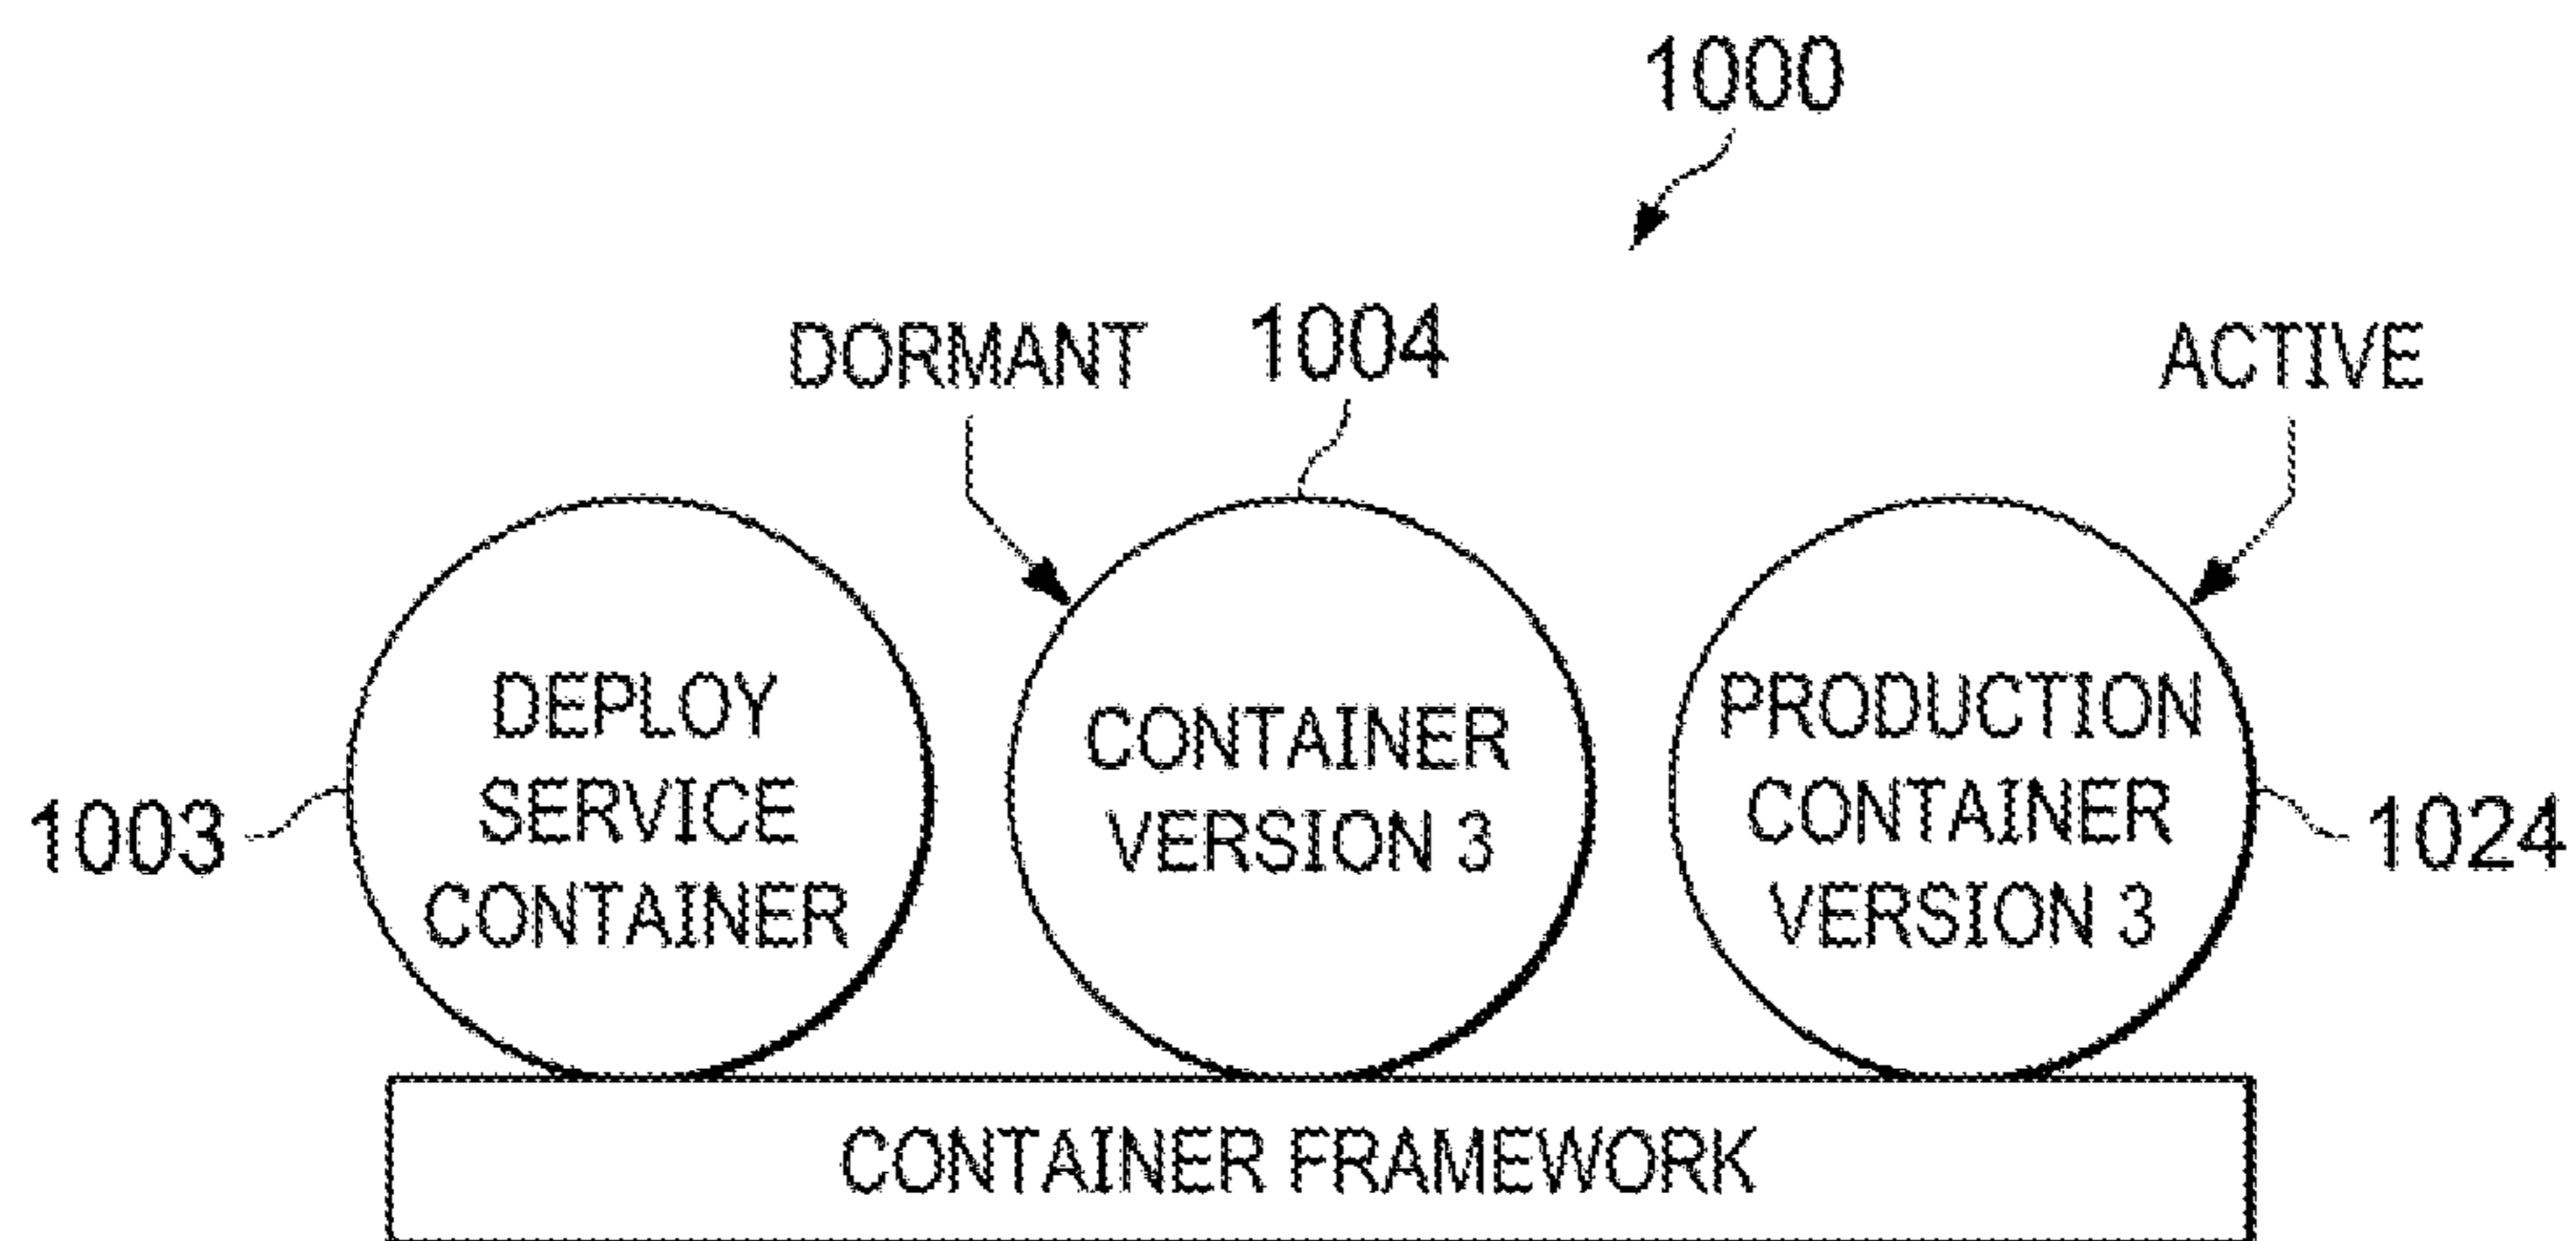 1000
DORMANT
1004
ACTIVE
DEPLOY
SERVICE
CONTAINER
1003
CONTAINER
VERSION 3
PRODUCTION
CONTAINER
VERSION 3
1024
CONTAINER FRAMEWORK